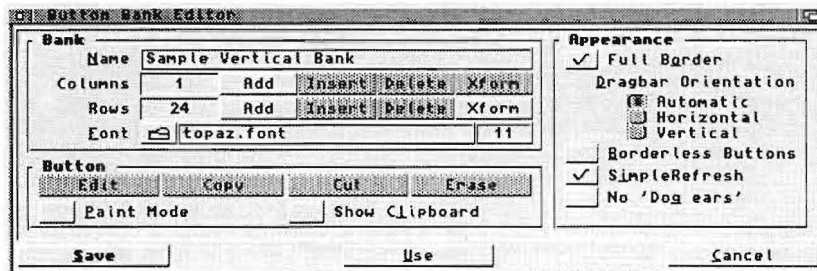 Button Bank Editor
Bank
Name Sample Vertical Bank
Columns 1 Add Insert Delete Xform
Rows 24 Add Insert Delete Xform
Font topaz.font 11
Button
Edit Copy Cut Erase
Paint Mode Show Clipboard
Appearance
Full Border
Dragbar Orientation
Automatic
Horizontal
Vertical
Borderless Buttons
SimpleRefresh
No 'Dog ears'
Save Use Cancel